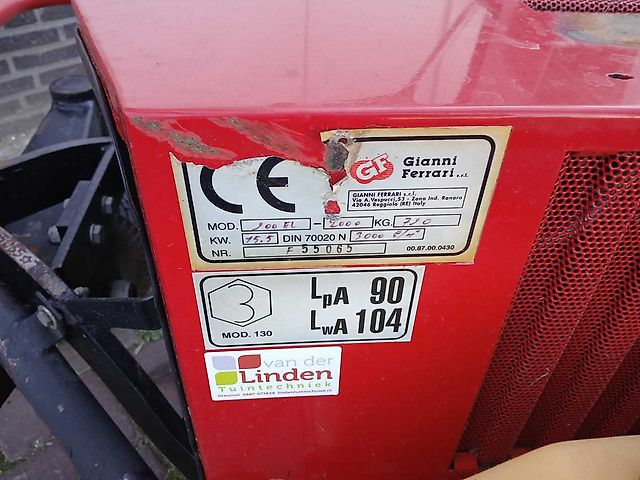 CE
GF Gianni Ferrari s.r.l.
GIANNI FERRARI s.r.l.
Via A.Vespucci,53 - Zona Ind. Ranaro
42046 Reggiolo (RE) Italy
MOD. 200 EL - 2000 KG.
KW. 15.5 DIN 70020 N 3000
NR. F 55065 00.87.00.0430
3 LpA 90
MOD. 130 LwA 104
van der
Linden
Tuintechniek
Dreumel